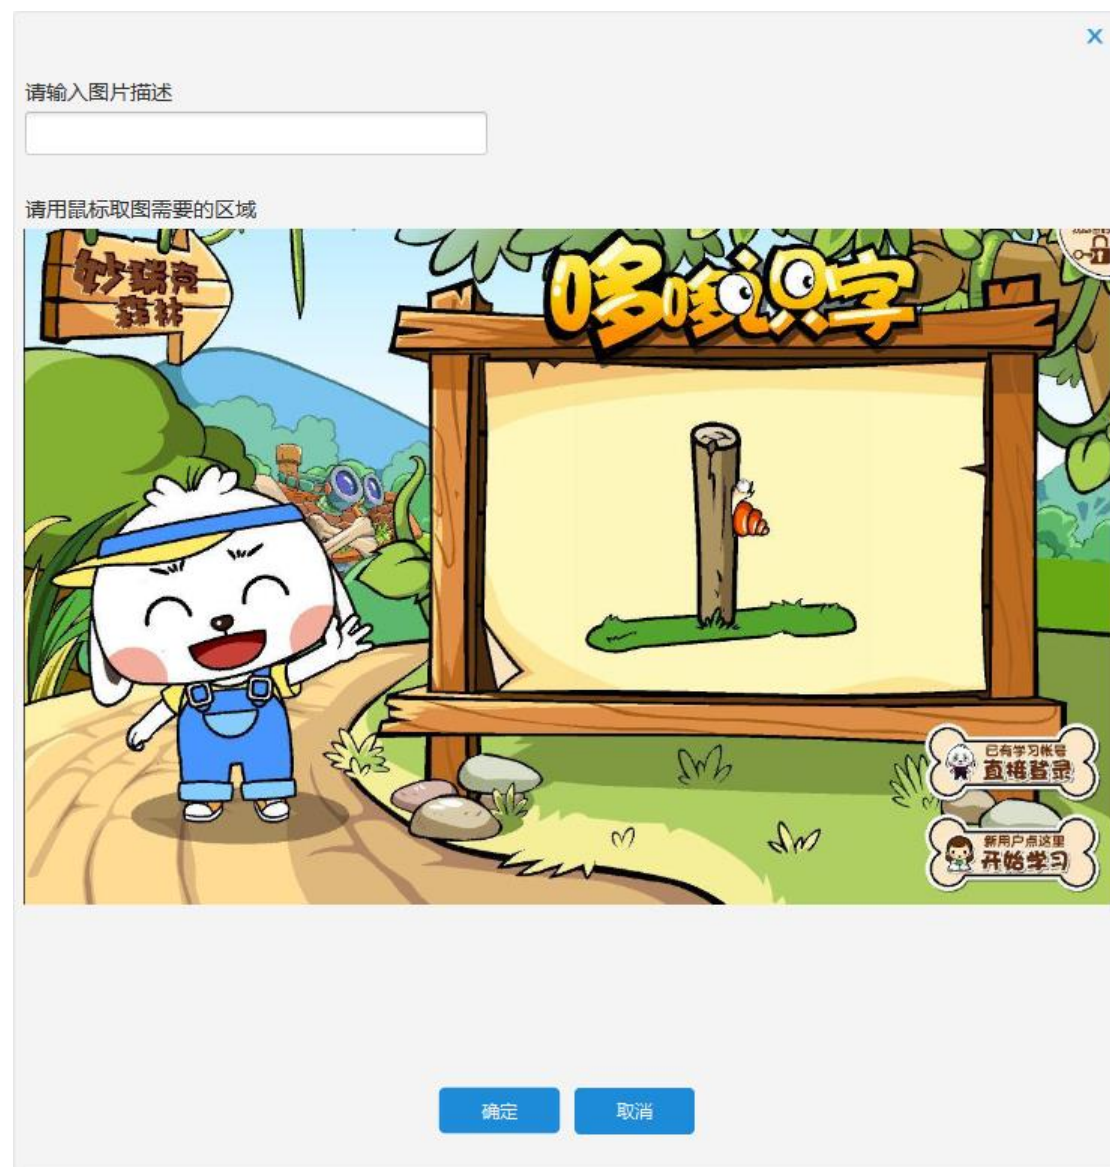 x
请输入图片描述
请用鼠标取图需要的区域
妙瑞克
森林
哆哆识字
已有学习帐号
直接登录
新用户点这里
开始学习
确定
取消